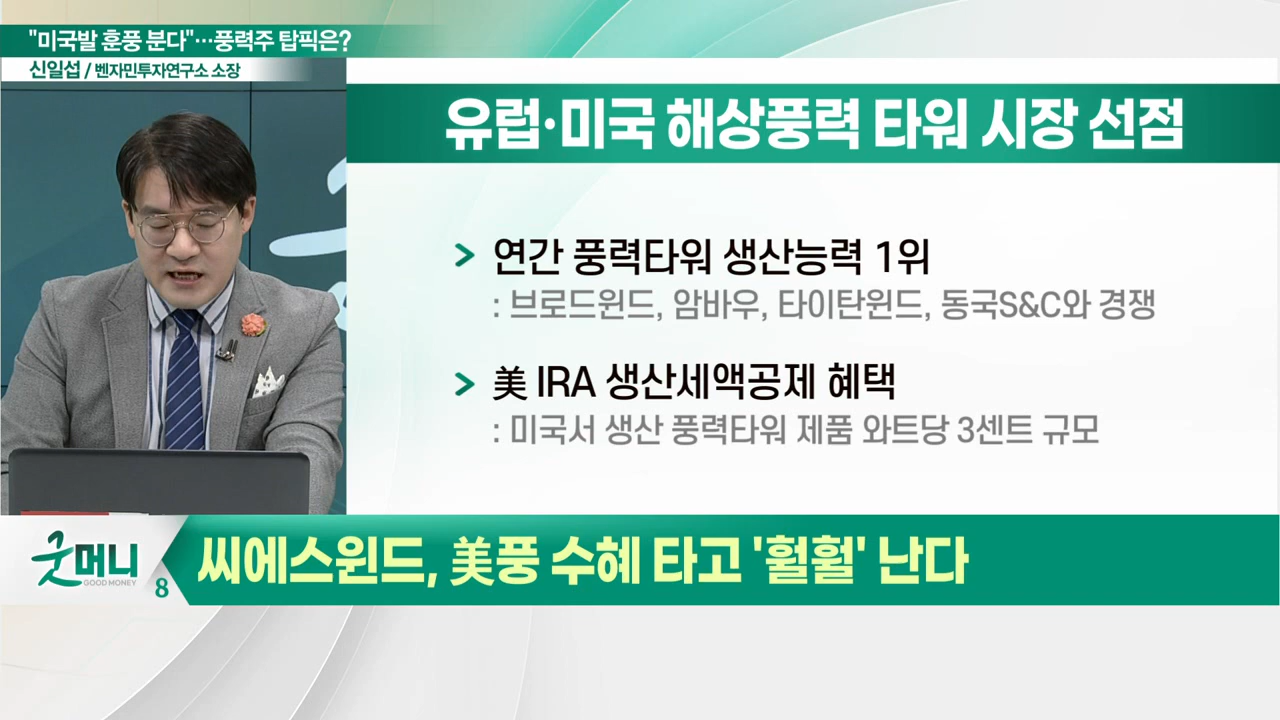 "미국발 훈풍 분다"…풍력주 탑픽은?
신일섭 / 벤자민투자연구소 소장
유럽·미국 해상풍력 타워 시장 선점
> 연간 풍력타워 생산능력 1위
: 브로드윈드, 암바우, 타이탄윈드, 동국S&C와 경쟁
> 美 IRA 생산세액공제 혜택
: 미국서 생산 풍력타워 제품 와트당 3센트 규모
굿머니
GOOD MONEY
8
씨에스윈드, 美풍 수혜 타고 '훨훨' 난다